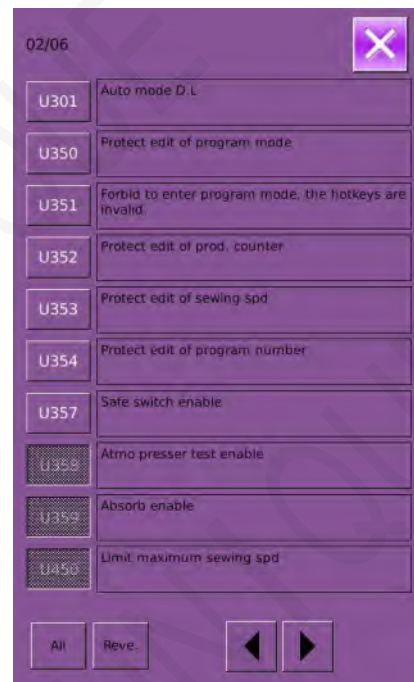 02/06
U301 Auto mode D.L
U350 Protect edit of program mode
U351 Forbid to enter program mode, the hotkeys are
invalid
U352 Protect edit of prod. counter
U353 Protect edit of sewing spd
U354 Protect edit of program number
U357 Safe switch enable
U358 Atmo presser test enable
U359 Absorb enable
U450 Limit maximum sewing spd
All Reve.